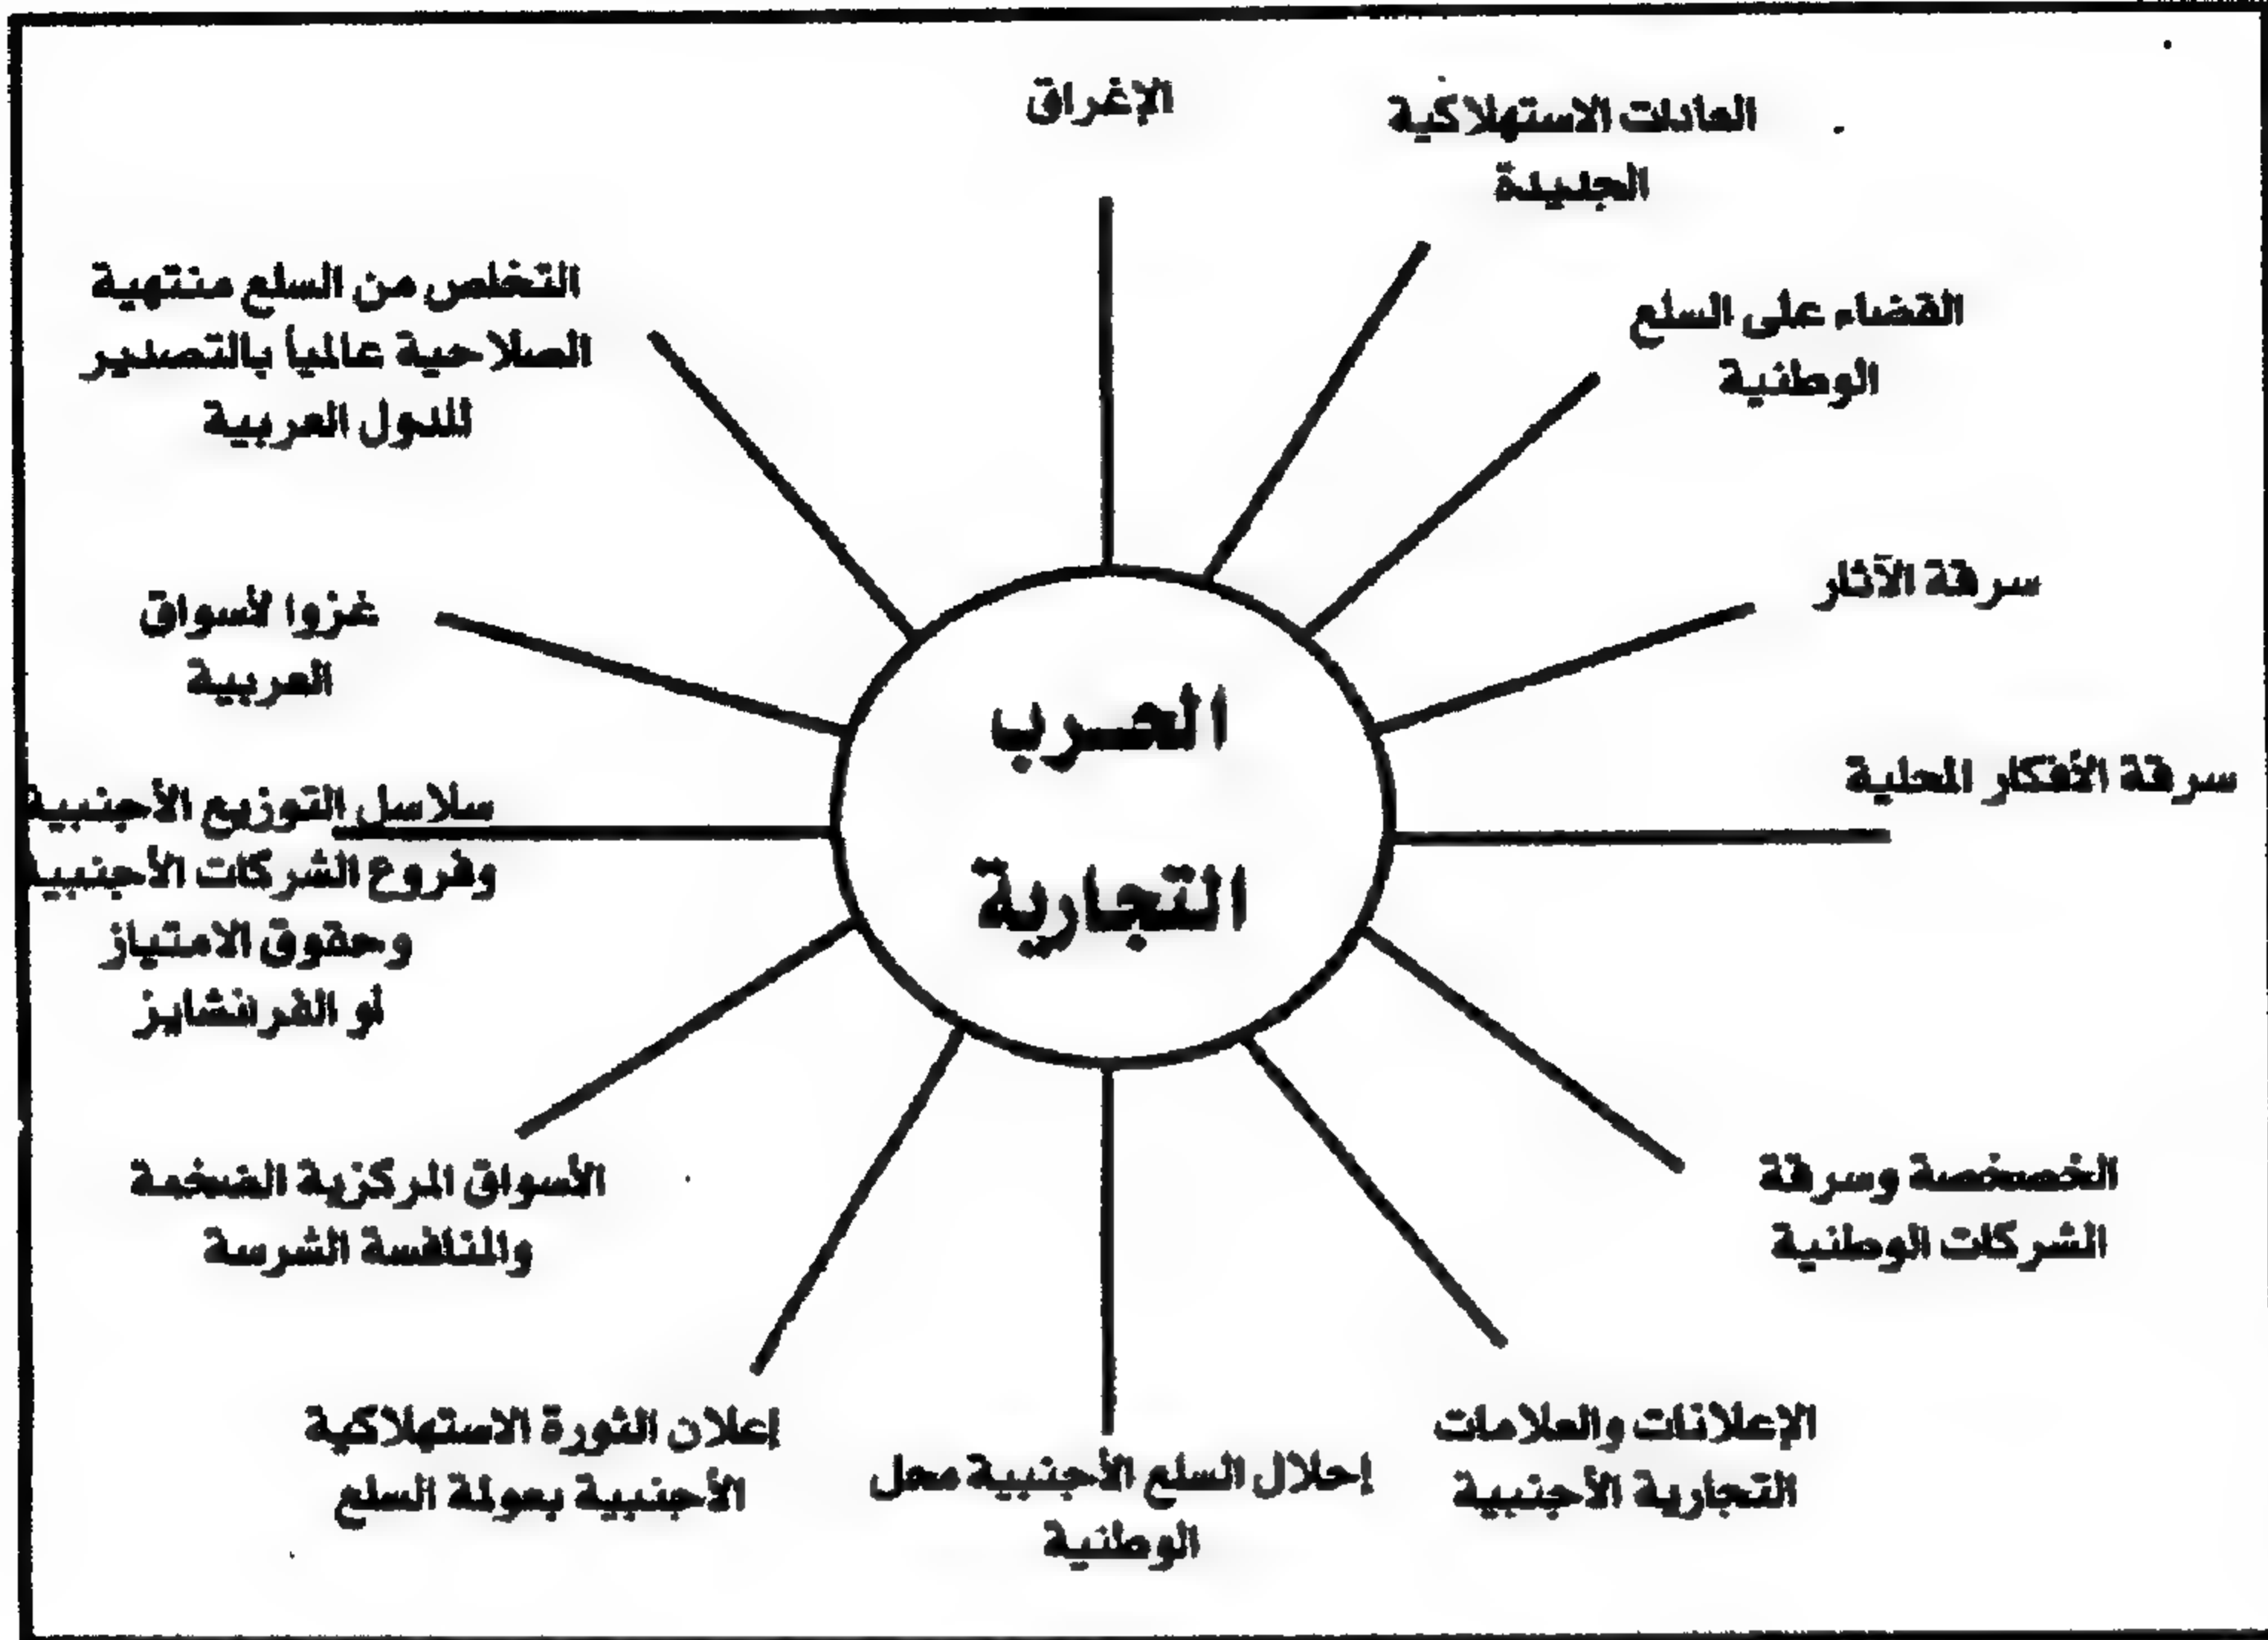 الإغراق
العادات الاستهلاكية
الجديدة
القضاء على السلع
الوطنية
سرقة الآثار
سرقة الأفكار المحلية
الخصخصة وسرقة
الشركات الوطنية
الإعلانات والعلامات
التجارية الأجنبية
إحلال السلع الأجنبية محل
الوطنية
إعلان الثورة الاستهلاكية
الأجنبية بعولمة السلع
الأسواق المركزية الضخمة
والمنافسة الشرسة
سلاسل التوزيع الأجنبية
وفروع الشركات الأجنبية
وحقوق الامتياز
أو الفرنشايز
غزوا لأسواق
العربية
التخلص من السلع منتهية
الصلاحية عالمياً بالتصدير
للدول العربية
الحرب
التجارية